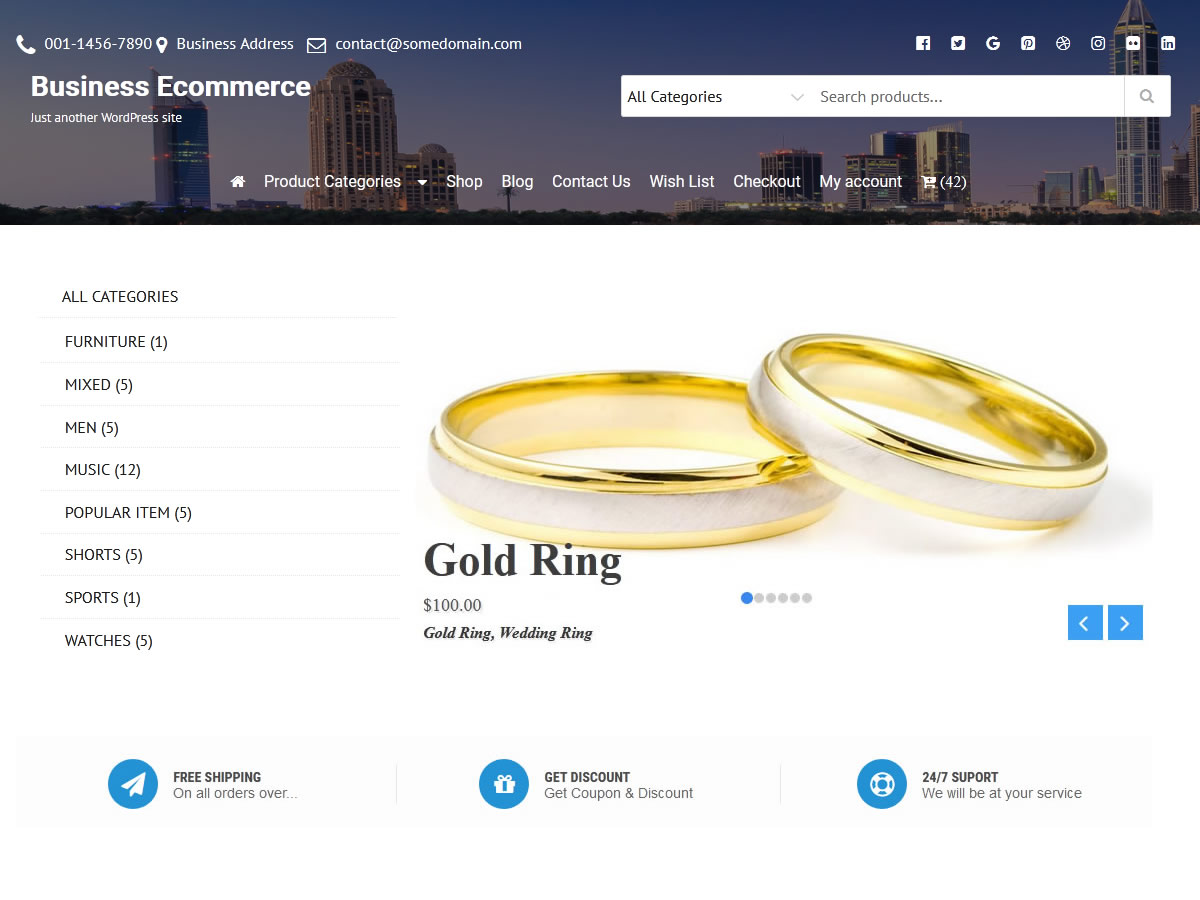 001-1456-7890 Business Address contact@somedomain.com
Business Ecommerce
Just another WordPress site
All Categories Search products...
Product Categories Shop Blog Contact Us Wish List Checkout My account (42)
ALL CATEGORIES
FURNITURE (1)
MIXED (5)
MEN (5)
MUSIC (12)
POPULAR ITEM (5)
SHORTS (5)
SPORTS (1)
WATCHES (5)
Gold Ring
$100.00
Gold Ring, Wedding Ring
FREE SHIPPING
On all orders over...
GET DISCOUNT
Get Coupon & Discount
24/7 SUPORT
We will be at your service